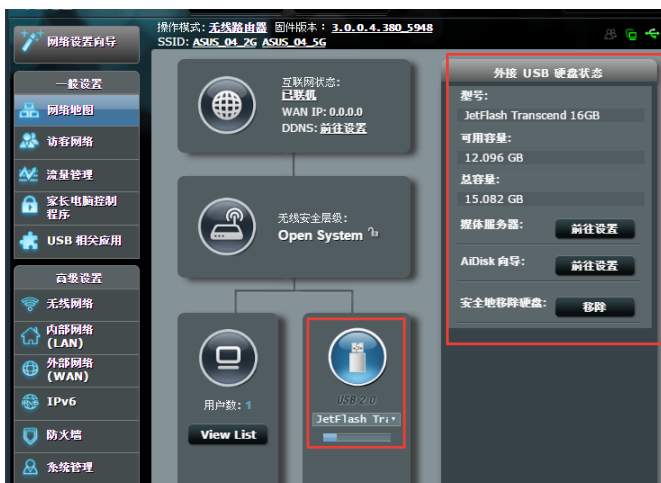 操作模式: 无线路由器 固件版本: 3.0.0.4.380_5948
SSID: ASUS_04_2G ASUS_04_5G
网络设置向导
一般设置
网络地图
访客网络
流量管理
家长电脑控制
程序
USB 相关应用
高级设置
无线网络
内部网络
(LAN)
外部网络
(WAN)
IPv6
防火墙
系统管理
互联网状态:
已联机
WAN IP: 0.0.0.0
DDNS: 前往设置
无线安全层级:
Open System
用户数: 1
View List
USB 2.0
JetFlash Tra
外接 USB 硬盘状态
型号:
JetFlash Transcend 16GB
可用容量:
12.096 GB
总容量:
15.082 GB
媒体服务器: 前往设置
AiDisk 向导: 前往设置
安全地移除硬盘: 移除